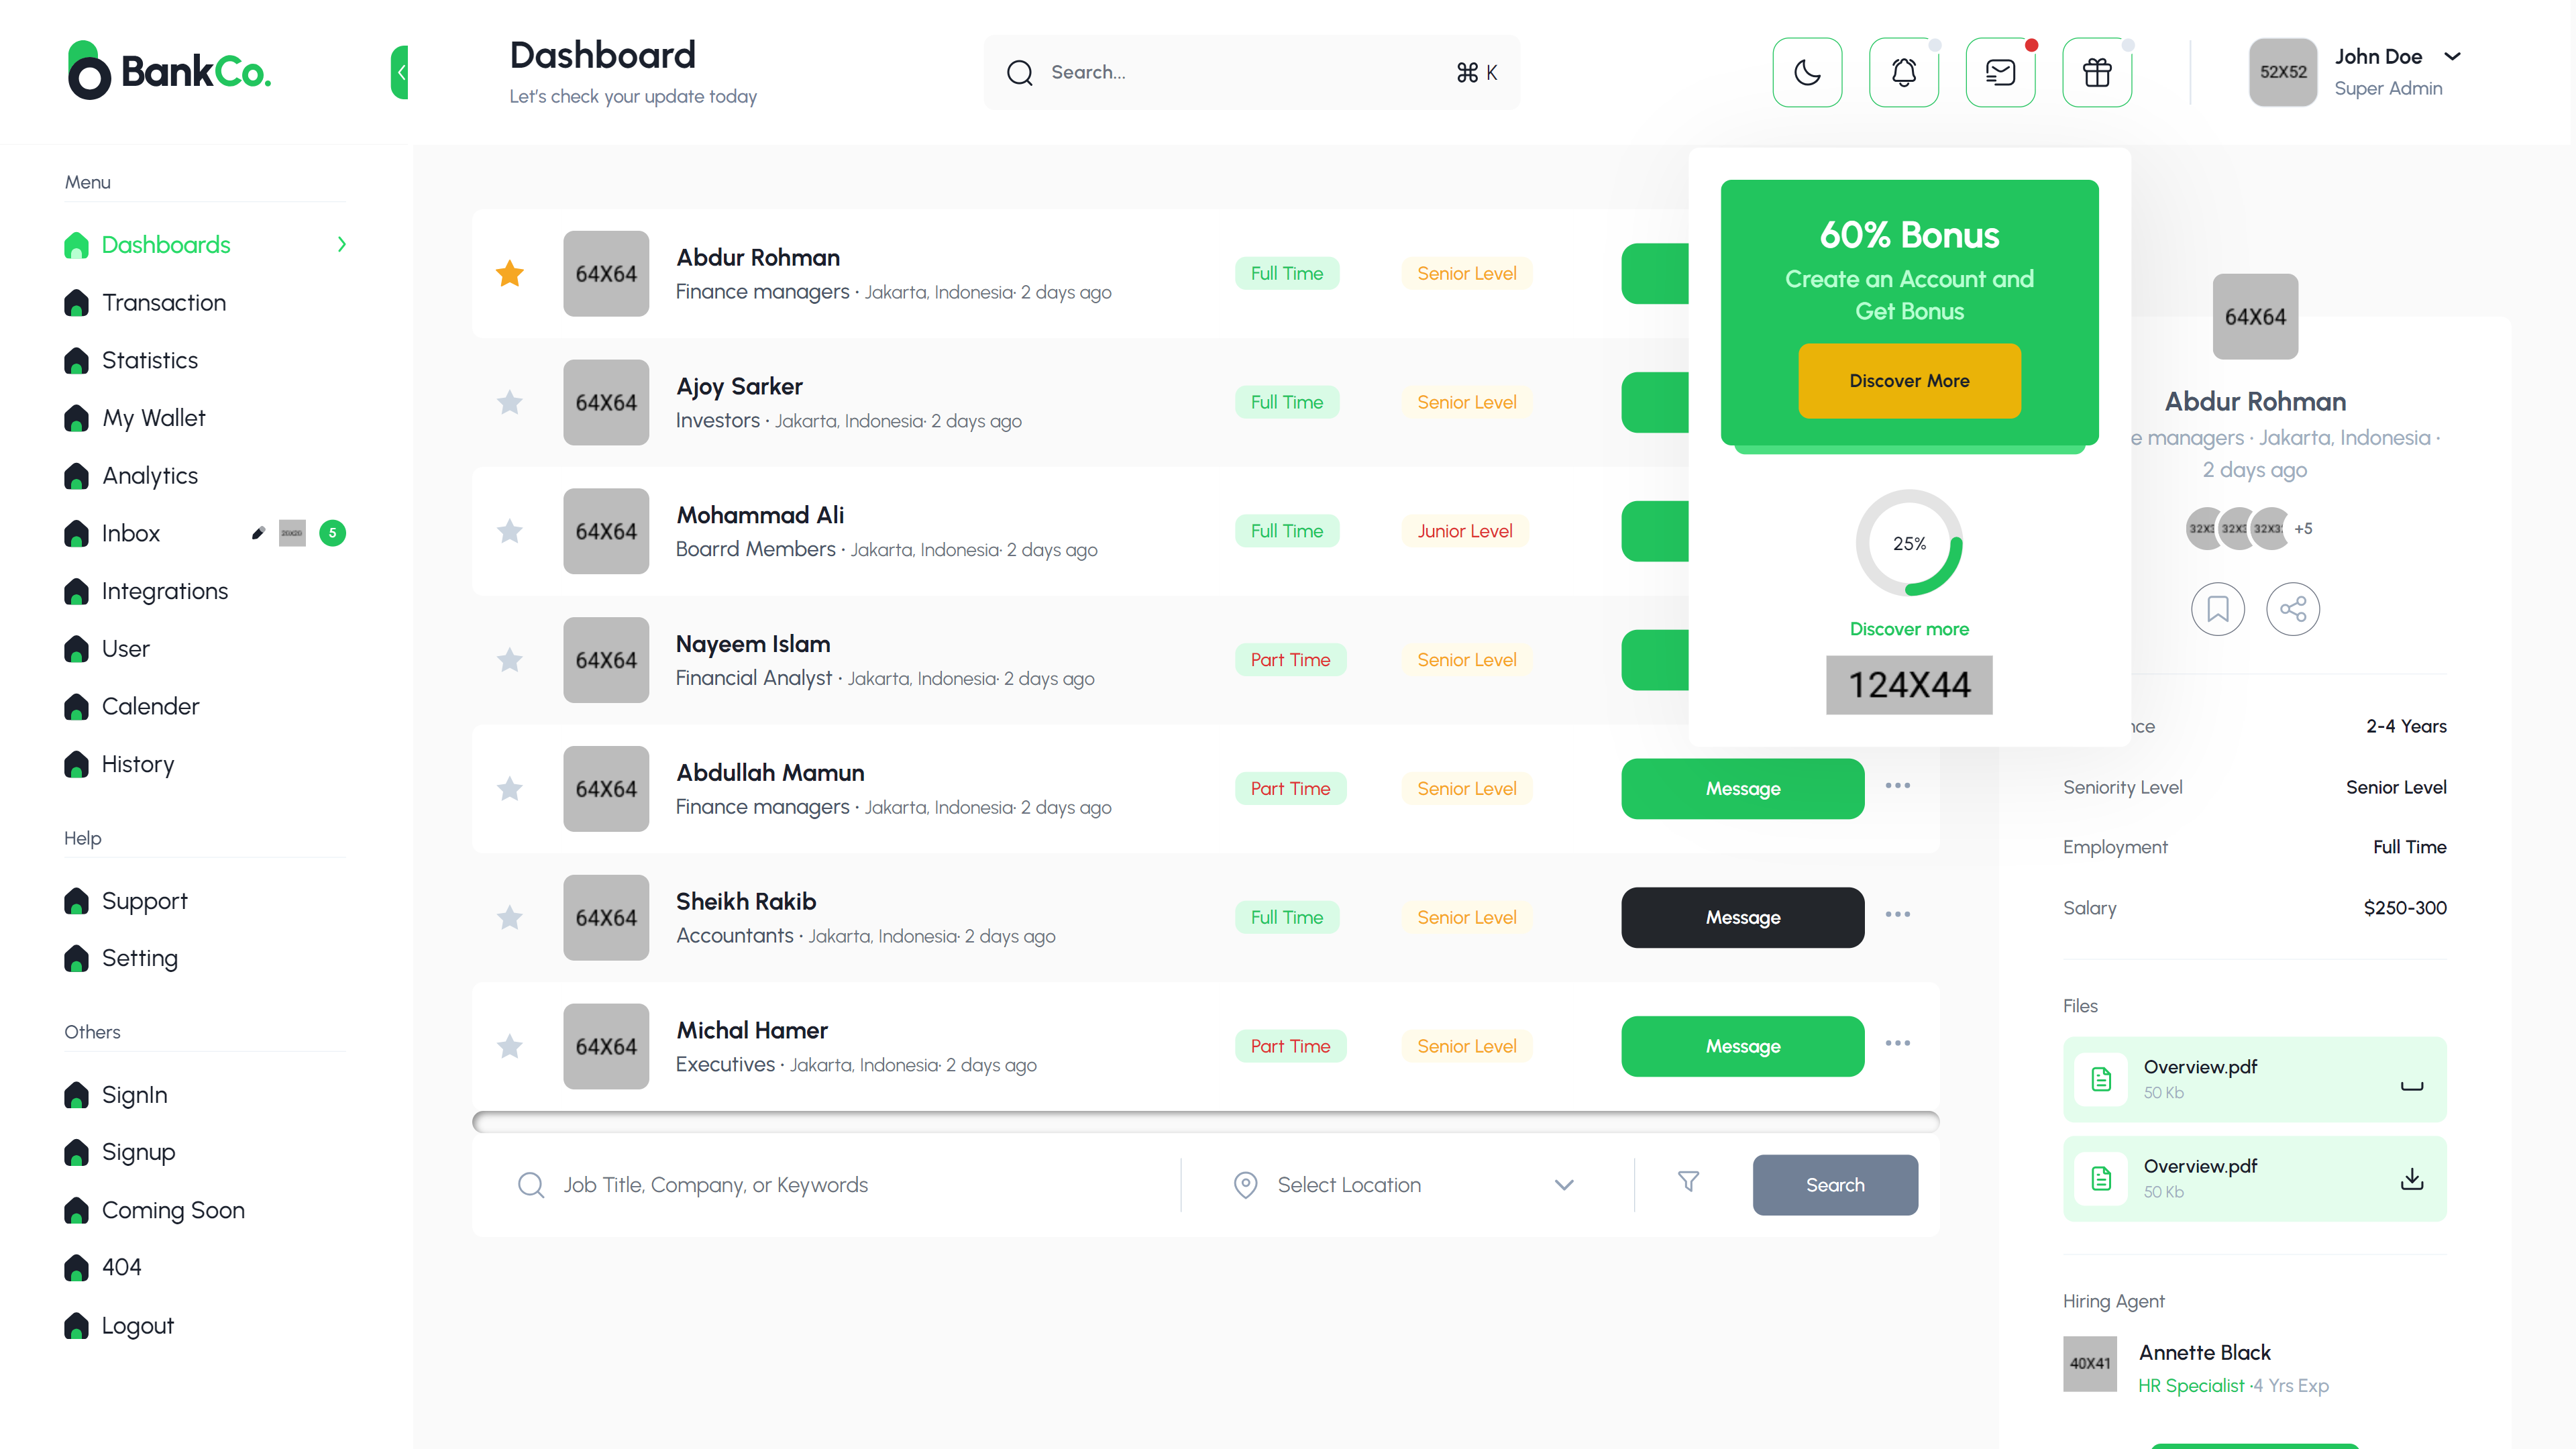 BankCo.
Dashboard
Let's check your update today
Search...
⌘ K
52X52
John Doe
Super Admin
Menu
Dashboards
Transaction
Statistics
My Wallet
Analytics
Inbox
20x20
5
Integrations
User
Calender
History
Help
Support
Setting
Others
SignIn
Signup
Coming Soon
404
Logout
64X64
Abdur Rohman
Finance managers · Jakarta, Indonesia· 2 days ago
Full Time
Senior Level
64X64
Ajoy Sarker
Investors · Jakarta, Indonesia· 2 days ago
Full Time
Senior Level
64X64
Mohammad Ali
Boarrd Members · Jakarta, Indonesia· 2 days ago
Full Time
Junior Level
64X64
Nayeem Islam
Financial Analyst · Jakarta, Indonesia· 2 days ago
Part Time
Senior Level
64X64
Abdullah Mamun
Finance managers · Jakarta, Indonesia· 2 days ago
Part Time
Senior Level
Message
64X64
Sheikh Rakib
Accountants · Jakarta, Indonesia· 2 days ago
Full Time
Senior Level
Message
64X64
Michal Hamer
Executives · Jakarta, Indonesia· 2 days ago
Part Time
Senior Level
Message
Job Title, Company, or Keywords
Select Location
Search
60% Bonus
Create an Account and
Get Bonus
Discover More
25%
Discover more
124X44
64X64
Abdur Rohman
e managers · Jakarta, Indonesia ·
2 days ago
32X3
32X3
32X3
+5
nce
2-4 Years
Seniority Level
Senior Level
Employment
Full Time
Salary
$250-300
Files
Overview.pdf
50 Kb
Overview.pdf
50 Kb
Hiring Agent
40X41
Annette Black
HR Specialist ·4 Yrs Exp